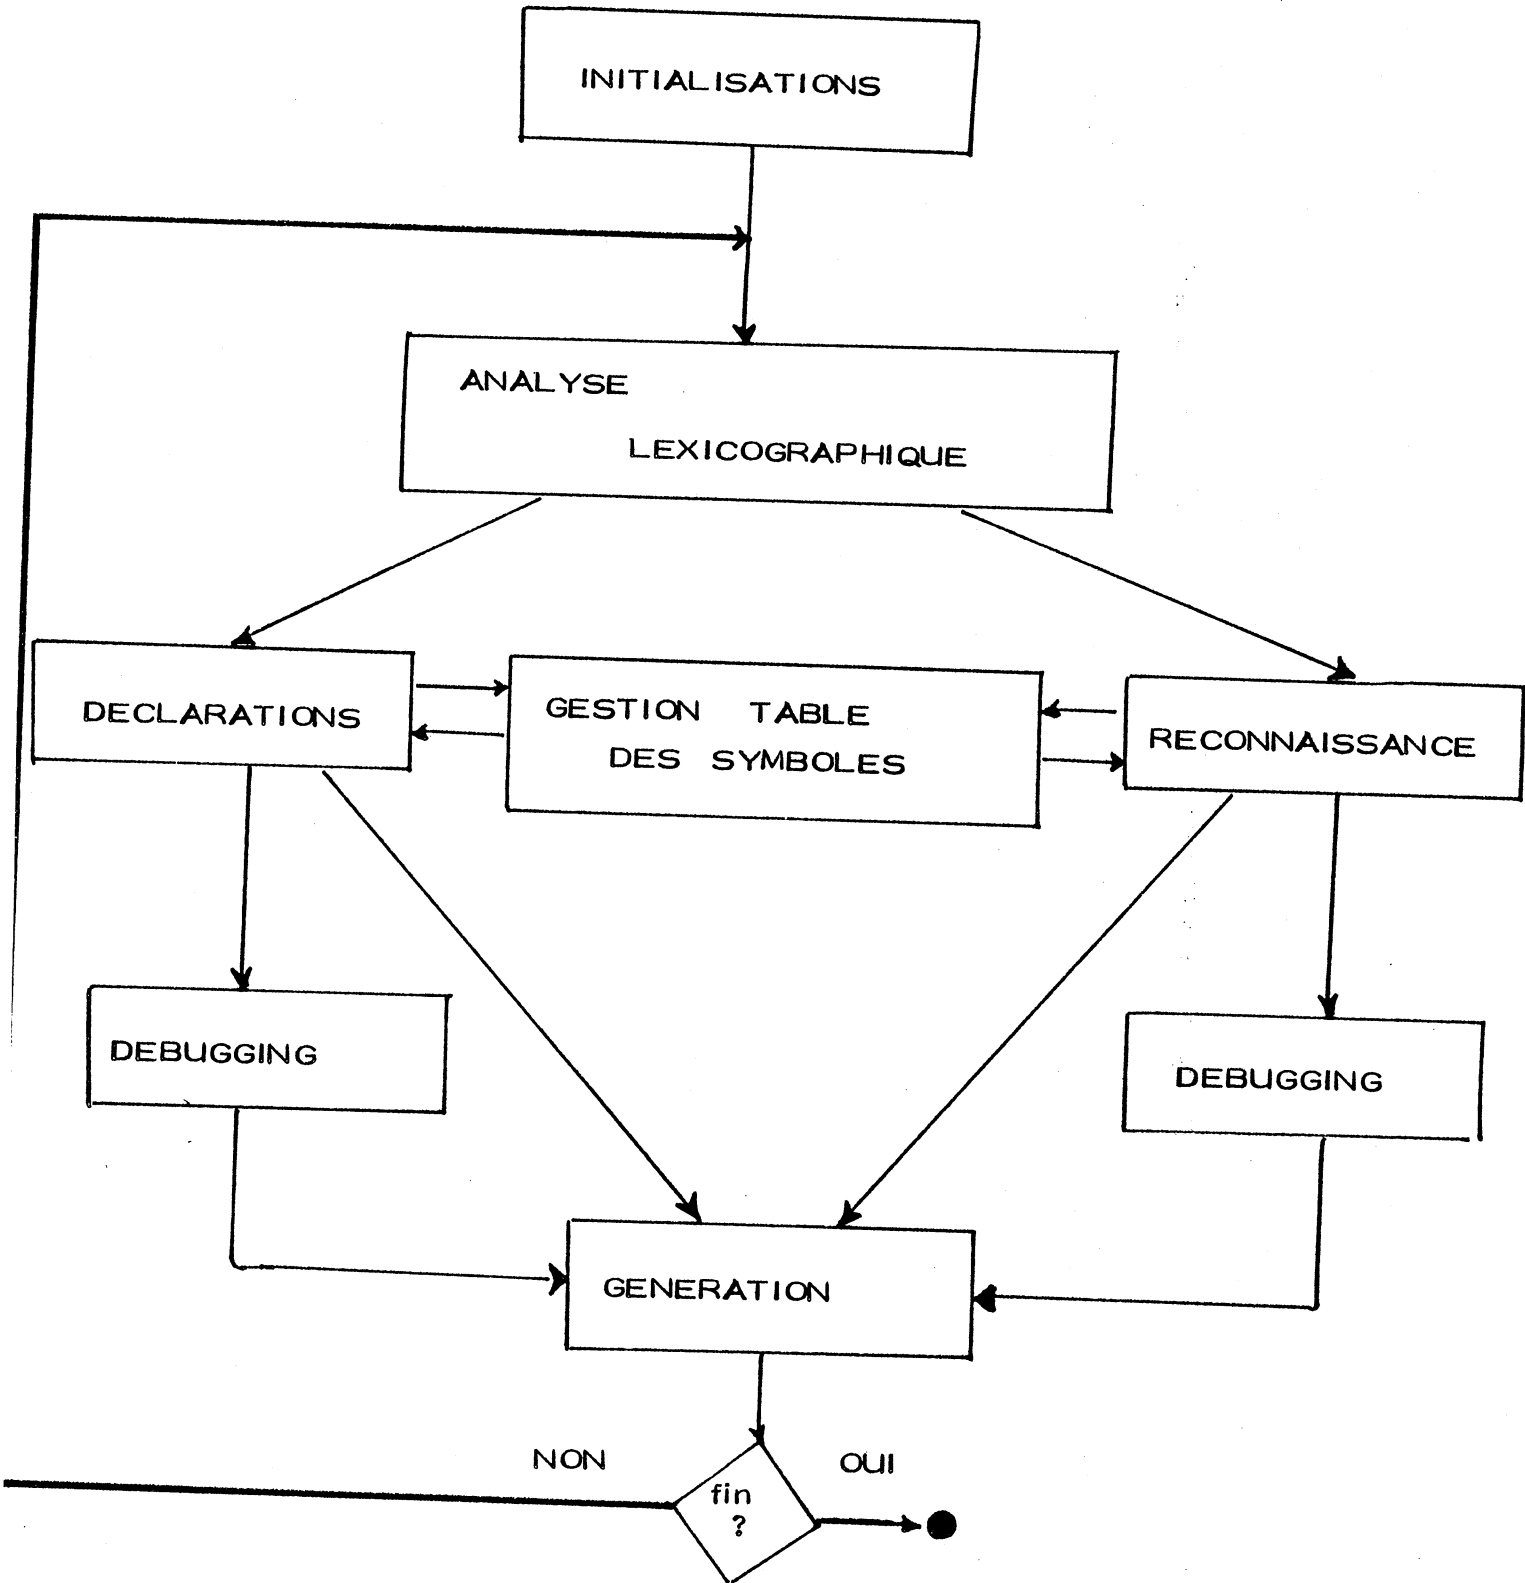 INITIALISATIONS
ANALYSE
LEXICOGRAPHIQUE
DECLARATIONS
GESTION TABLE
DES SYMBOLES
RECONNAISSANCE
DEBUGGING
DEBUGGING
GENERATION
NON
OUI
fin
?